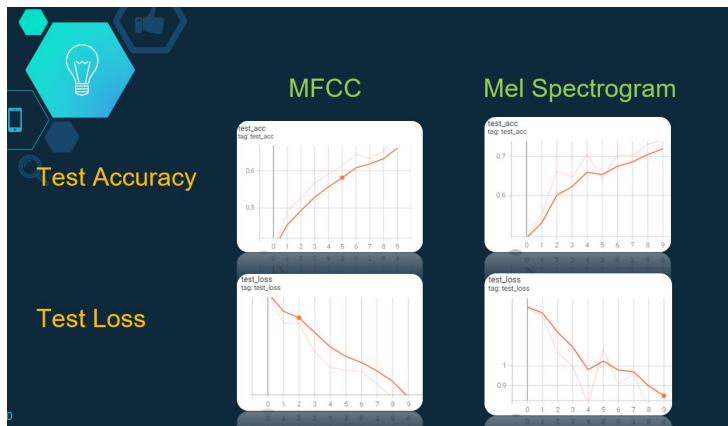 MFCC
Mel Spectrogram
Test Accuracy
test_acc
tag: test_acc
0.6
0.5
0 1 2 3 4 5 6 7 8 9
test_acc
tag: test_acc
0.7
0.6
0 1 2 3 4 5 6 7 8 9
Test Loss
test_loss
tag: test_loss
0 1 2 3 4 5 6 7 8 9
test_loss
tag: test_loss
1
0.9
0 1 2 3 4 5 6 7 8 9
0